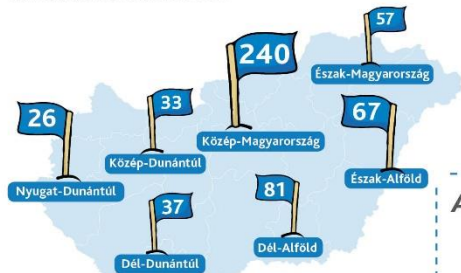 57
Észak-Magyarország
240
Közép-Magyarország
33
Közép-Dunántúl
26
Nyugat-Dunántúl
67
Észak-Alföld
37
Dél-Dunántúl
81
Dél-Alföld